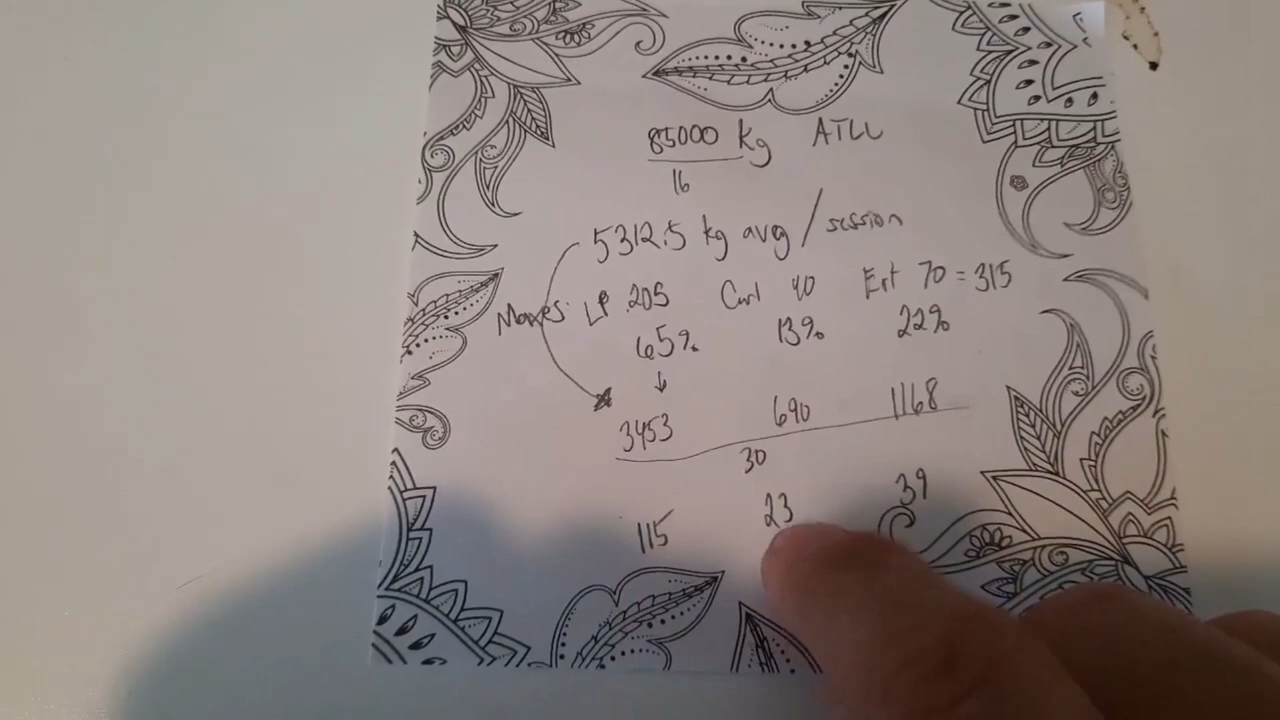 85000 kg ATLL
16
5312.5 kg avg / session
Maxes: LP 205 Curl 40 Ext 70 = 315
65% 13% 22%
3453 690 1168
30
115 23 39